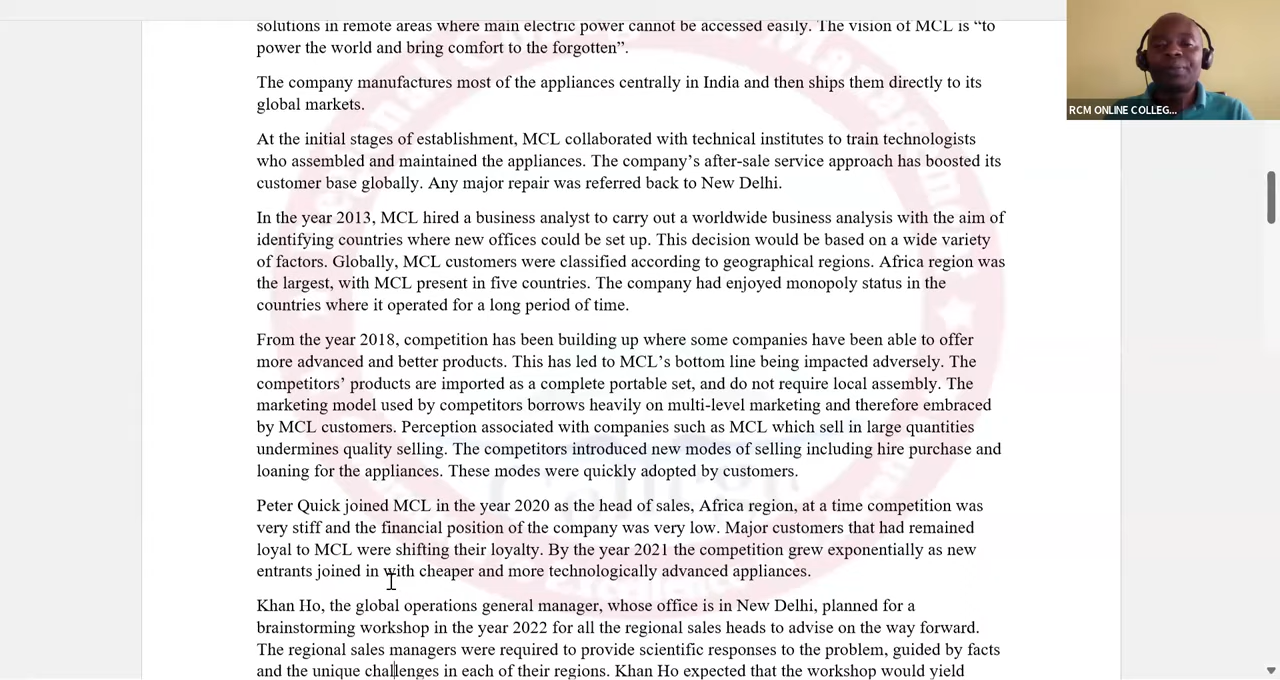 solutions in remote areas where main electric power cannot be accessed easily. The vision of MCL is “to
power the world and bring comfort to the forgotten”.
The company manufactures most of the appliances centrally in India and then ships them directly to its
global markets.
At the initial stages of establishment, MCL collaborated with technical institutes to train technologists
who assembled and maintained the appliances. The company’s after-sale service approach has boosted its
customer base globally. Any major repair was referred back to New Delhi.
In the year 2013, MCL hired a business analyst to carry out a worldwide business analysis with the aim of
identifying countries where new offices could be set up. This decision would be based on a wide variety
of factors. Globally, MCL customers were classified according to geographical regions. Africa region was
the largest, with MCL present in five countries. The company had enjoyed monopoly status in the
countries where it operated for a long period of time.
From the year 2018, competition has been building up where some companies have been able to offer
more advanced and better products. This has led to MCL’s bottom line being impacted adversely. The
competitors’ products are imported as a complete portable set, and do not require local assembly. The
marketing model used by competitors borrows heavily on multi-level marketing and therefore embraced
by MCL customers. Perception associated with companies such as MCL which sell in large quantities
undermines quality selling. The competitors introduced new modes of selling including hire purchase and
loaning for the appliances. These modes were quickly adopted by customers.
Peter Quick joined MCL in the year 2020 as the head of sales, Africa region, at a time competition was
very stiff and the financial position of the company was very low. Major customers that had remained
loyal to MCL were shifting their loyalty. By the year 2021 the competition grew exponentially as new
entrants joined in with cheaper and more technologically advanced appliances.
Khan Ho, the global operations general manager, whose office is in New Delhi, planned for a
brainstorming workshop in the year 2022 for all the regional sales heads to advise on the way forward.
The regional sales managers were required to provide scientific responses to the problem, guided by facts
and the unique challenges in each of their regions. Khan Ho expected that the workshop would yield
RCM ONLINE COLLEG...